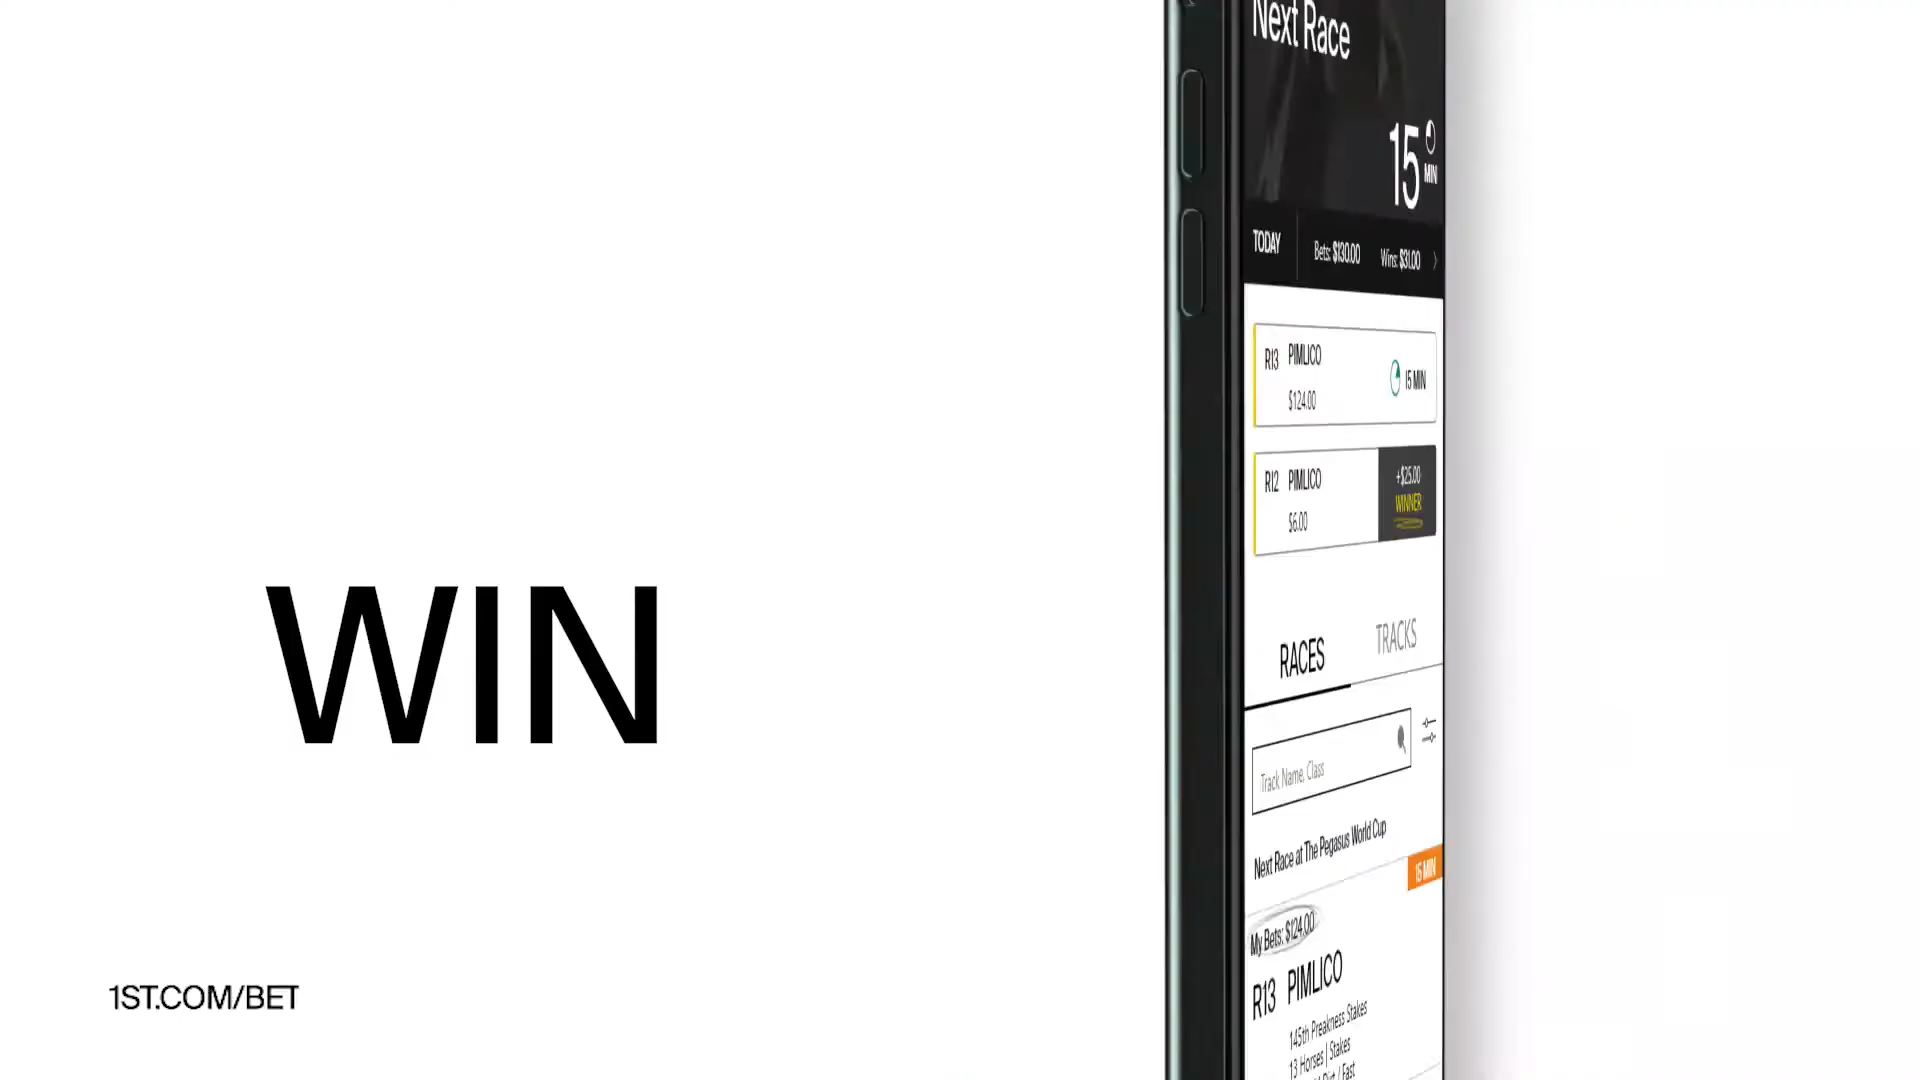 Next Race
15 MIN
TODAY Bets: $130.00 Wins: $31.00
R13 PIMLICO
$124.00
15 MIN
R12 PIMLICO
$6.00
+$25.00
WINNER
RACES TRACKS
Track Name, Class
Next Race at The Pegasus World Cup
15 MIN
My Bets: $124.00
R13 PIMLICO
145th Preakness Stakes
13 Horses | Stakes
Dirt / Fast
WIN
1ST.COM/BET